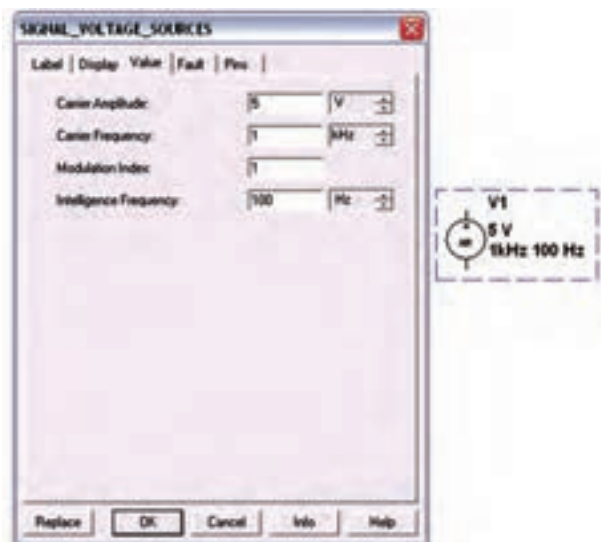 SIGNAL_VOLTAGE_SOURCES
Label Display Value Fault Pins
Carrier Amplitude: 5 V
Carrier Frequency: 1 kHz
Modulation Index: 1
Intelligence Frequency: 100 Hz
V1
5 V
1kHz 100 Hz
Replace OK Cancel Info Help